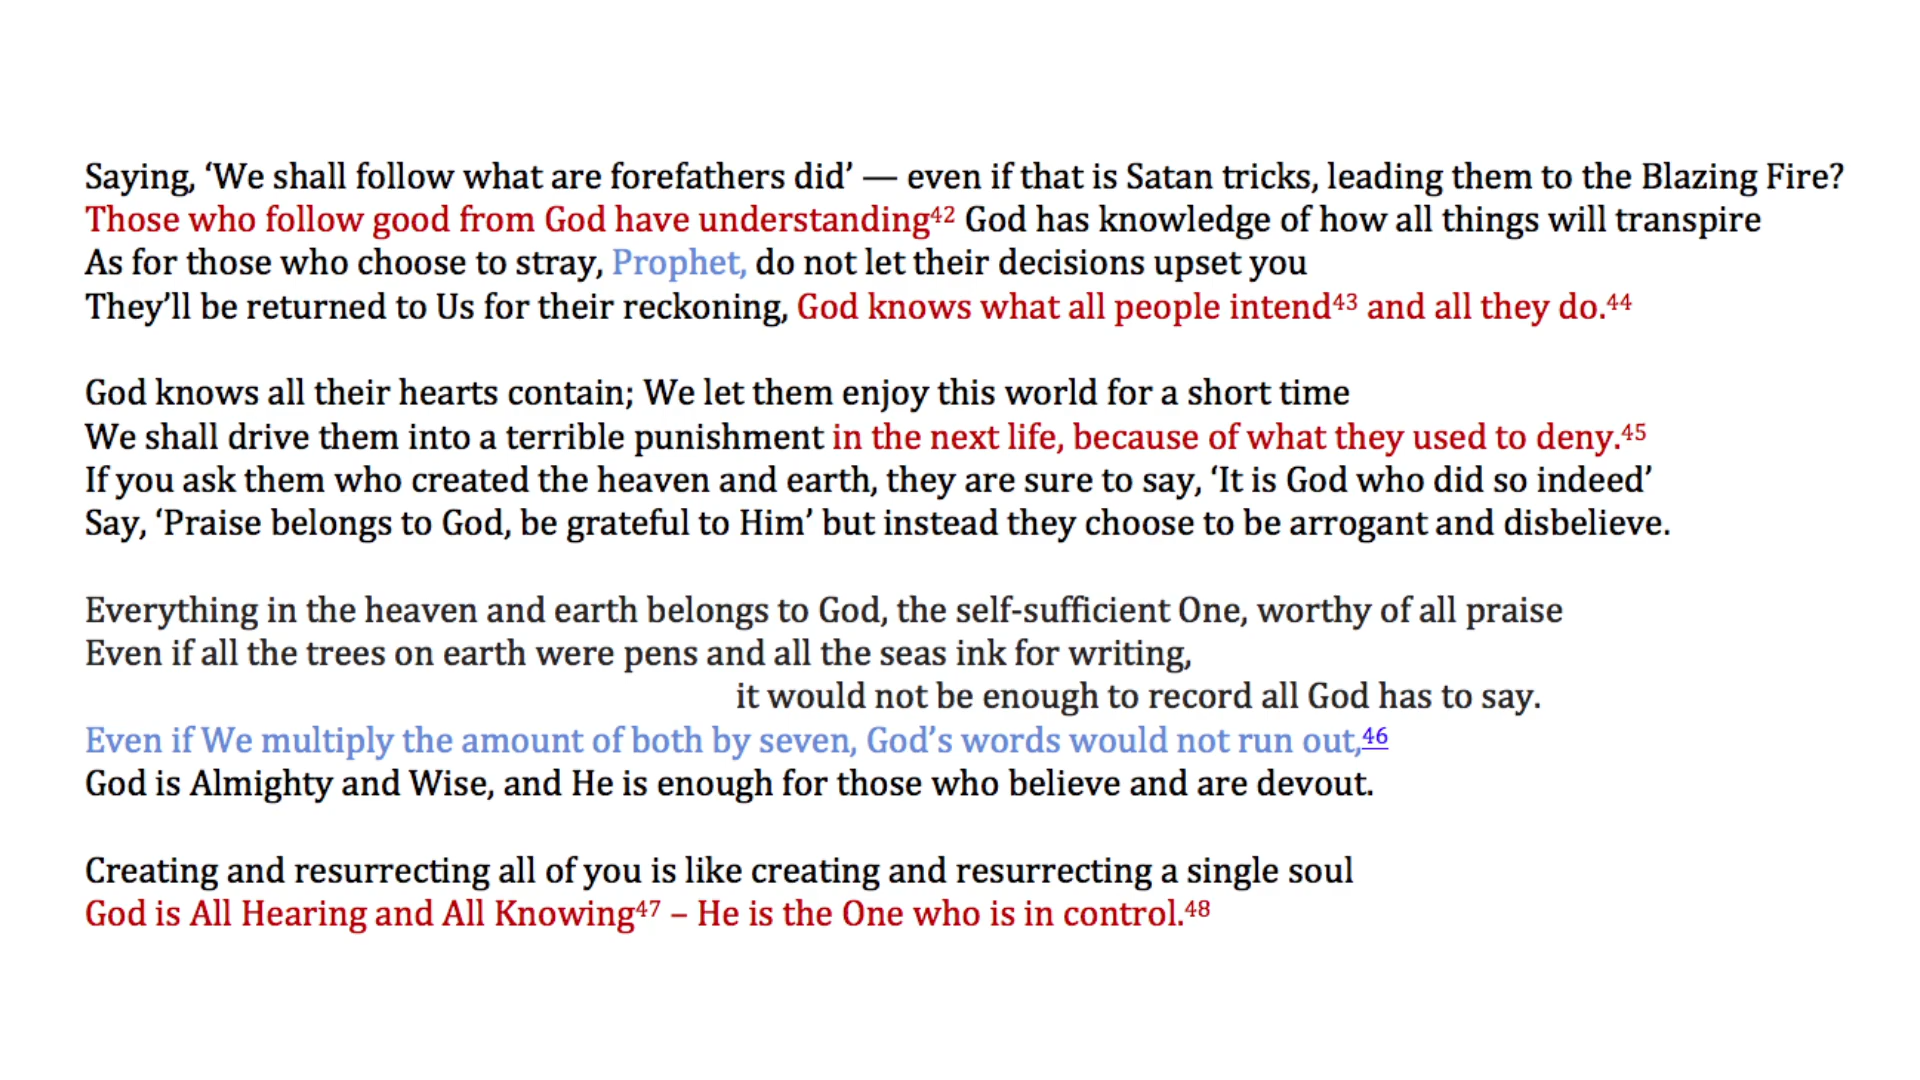 Saying, ‘We shall follow what are forefathers did’ — even if that is Satan tricks, leading them to the Blazing Fire?
Those who follow good from God have understanding42 God has knowledge of how all things will transpire
As for those who choose to stray, Prophet, do not let their decisions upset you
They’ll be returned to Us for their reckoning, God knows what all people intend43 and all they do.44
God knows all their hearts contain; We let them enjoy this world for a short time
We shall drive them into a terrible punishment in the next life, because of what they used to deny.45
If you ask them who created the heaven and earth, they are sure to say, ‘It is God who did so indeed’
Say, ‘Praise belongs to God, be grateful to Him’ but instead they choose to be arrogant and disbelieve.
Everything in the heaven and earth belongs to God, the self-sufficient One, worthy of all praise
Even if all the trees on earth were pens and all the seas ink for writing,
it would not be enough to record all God has to say.
Even if We multiply the amount of both by seven, God’s words would not run out,46
God is Almighty and Wise, and He is enough for those who believe and are devout.
Creating and resurrecting all of you is like creating and resurrecting a single soul
God is All Hearing and All Knowing47 – He is the One who is in control.48